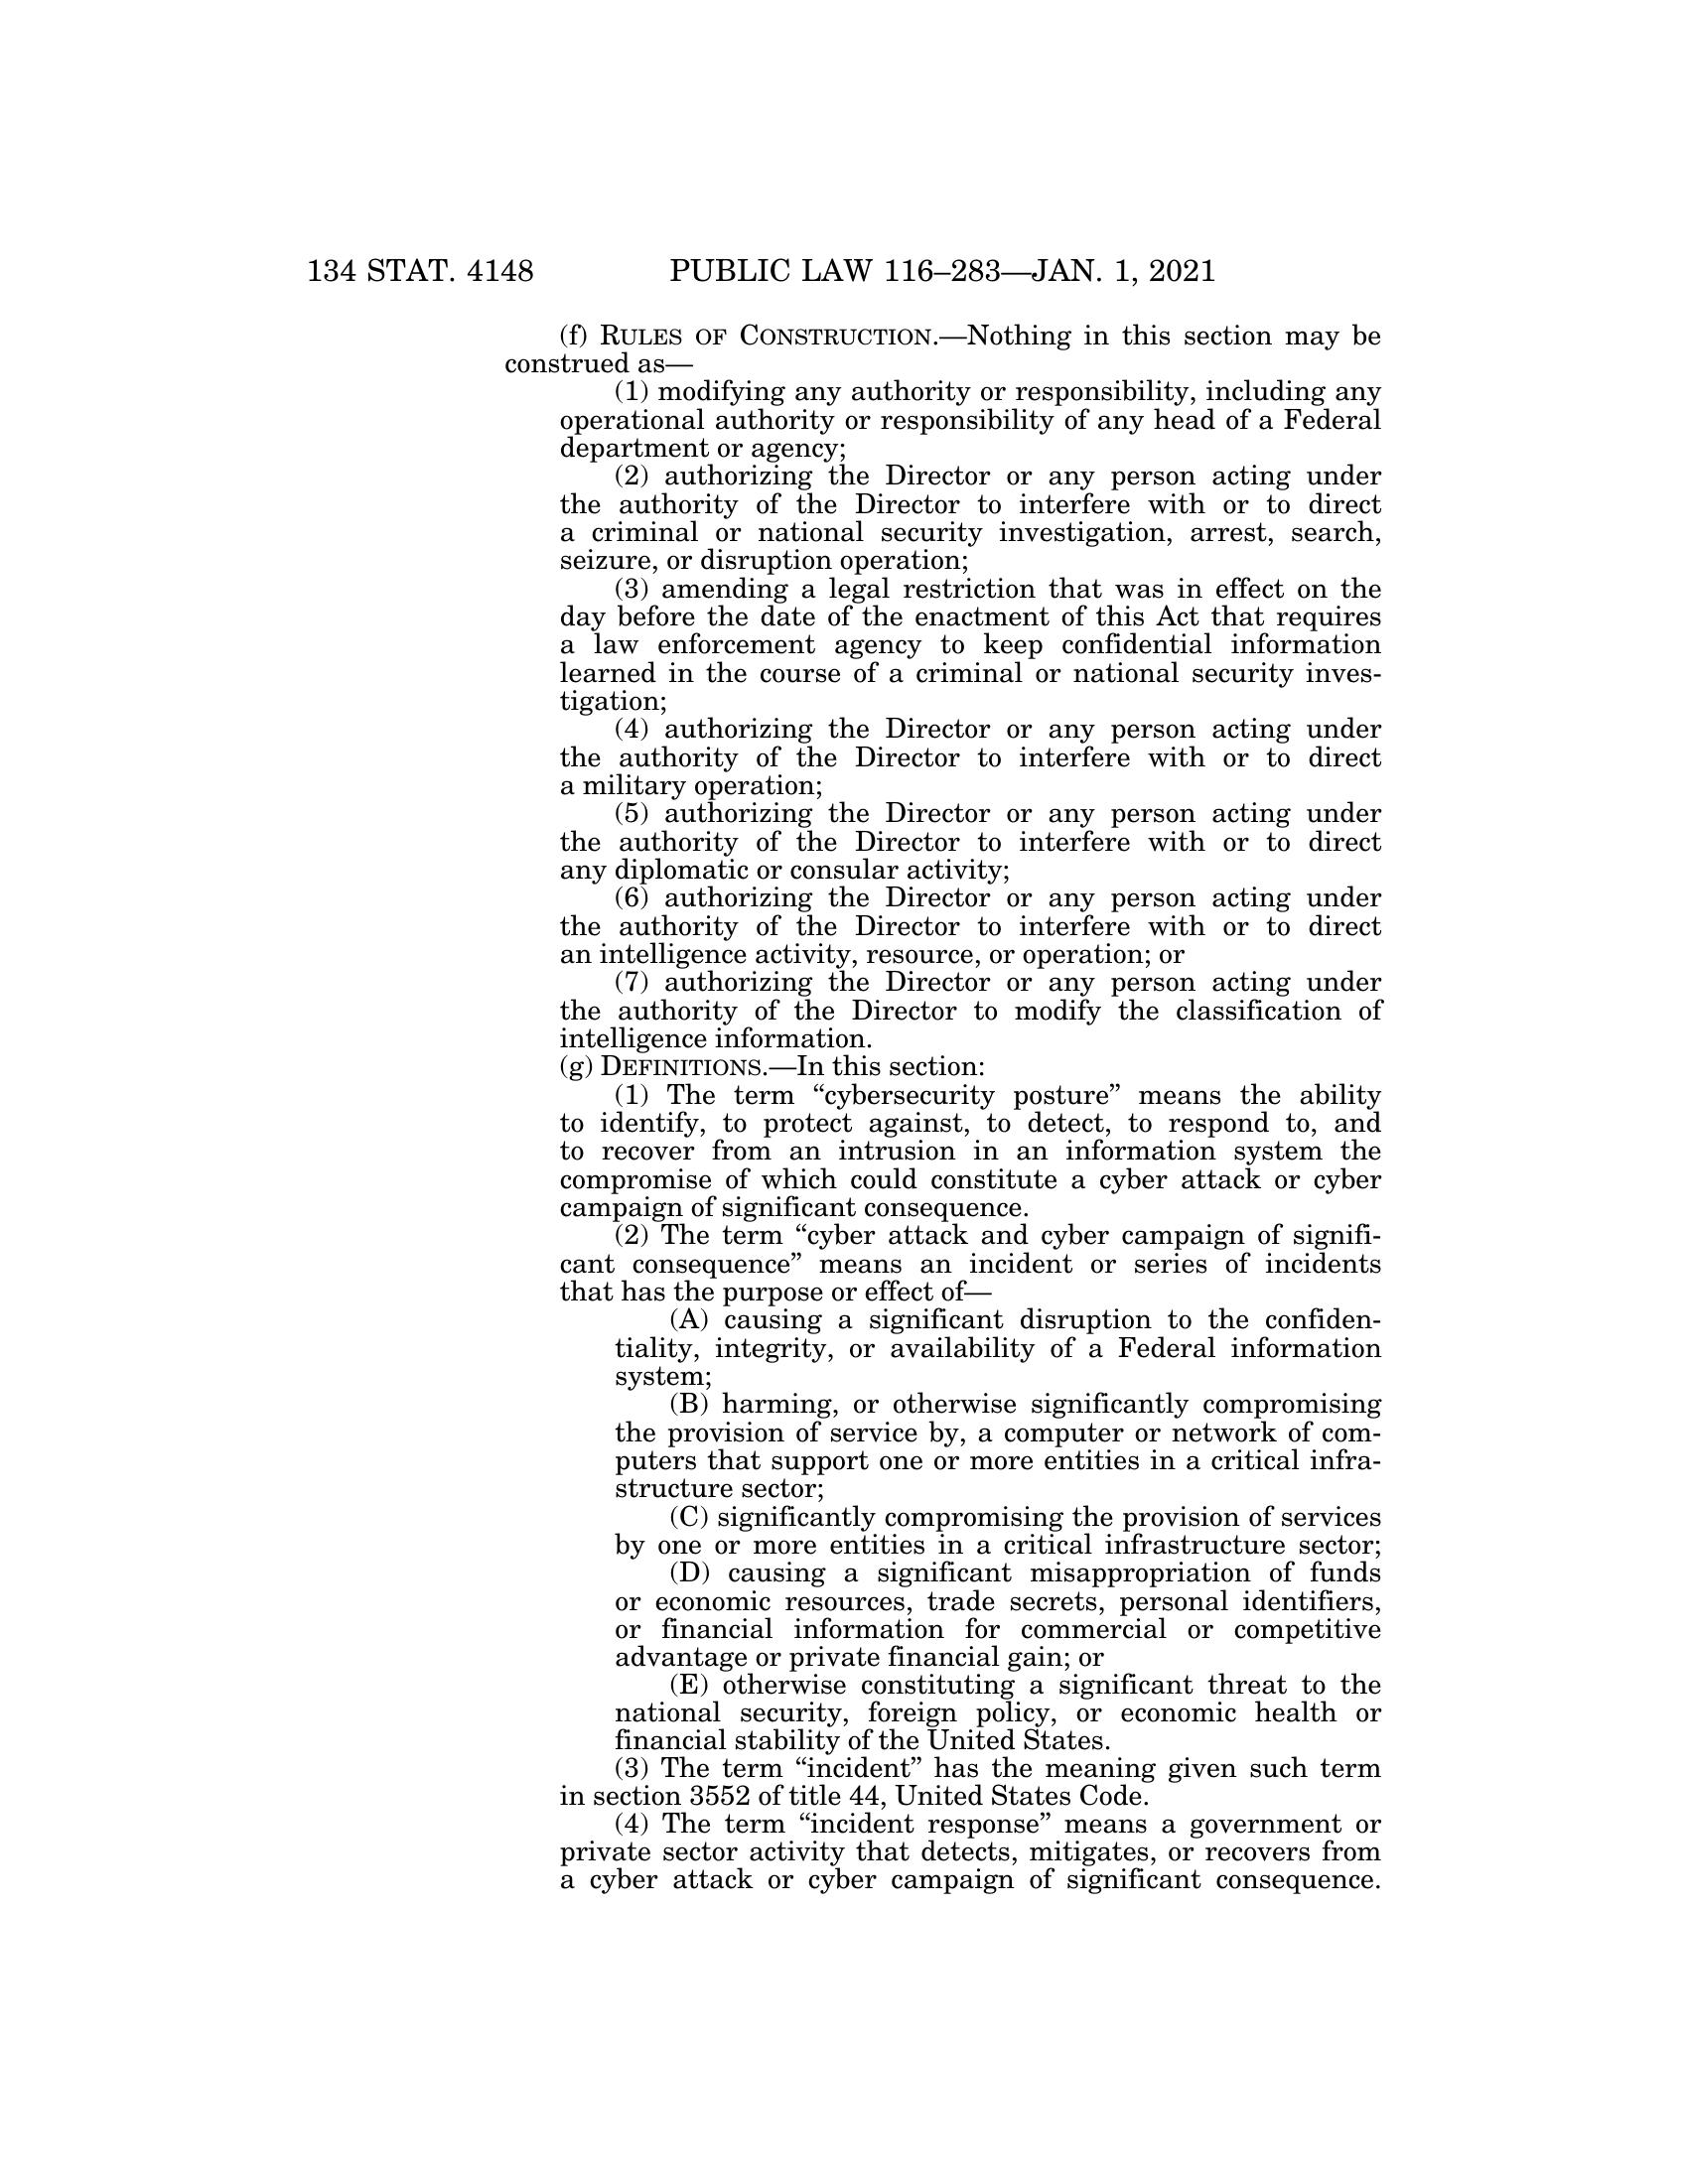 134 STAT. 4148 PUBLIC LAW 116–283—JAN. 1, 2021
(f) RULES OF CONSTRUCTION.—Nothing in this section may be
construed as—
(1) modifying any authority or responsibility, including any
operational authority or responsibility of any head of a Federal
department or agency;
(2) authorizing the Director or any person acting under
the authority of the Director to interfere with or to direct
a criminal or national security investigation, arrest, search,
seizure, or disruption operation;
(3) amending a legal restriction that was in effect on the
day before the date of the enactment of this Act that requires
a law enforcement agency to keep confidential information
learned in the course of a criminal or national security inves-
tigation;
(4) authorizing the Director or any person acting under
the authority of the Director to interfere with or to direct
a military operation;
(5) authorizing the Director or any person acting under
the authority of the Director to interfere with or to direct
any diplomatic or consular activity;
(6) authorizing the Director or any person acting under
the authority of the Director to interfere with or to direct
an intelligence activity, resource, or operation; or
(7) authorizing the Director or any person acting under
the authority of the Director to modify the classification of
intelligence information.
(g) DEFINITIONS.—In this section:
(1) The term “cybersecurity posture” means the ability
to identify, to protect against, to detect, to respond to, and
to recover from an intrusion in an information system the
compromise of which could constitute a cyber attack or cyber
campaign of significant consequence.
(2) The term “cyber attack and cyber campaign of signifi-
cant consequence” means an incident or series of incidents
that has the purpose or effect of—
(A) causing a significant disruption to the confiden-
tiality, integrity, or availability of a Federal information
system;
(B) harming, or otherwise significantly compromising
the provision of service by, a computer or network of com-
puters that support one or more entities in a critical infra-
structure sector;
(C) significantly compromising the provision of services
by one or more entities in a critical infrastructure sector;
(D) causing a significant misappropriation of funds
or economic resources, trade secrets, personal identifiers,
or financial information for commercial or competitive
advantage or private financial gain; or
(E) otherwise constituting a significant threat to the
national security, foreign policy, or economic health or
financial stability of the United States.
(3) The term “incident” has the meaning given such term
in section 3552 of title 44, United States Code.
(4) The term “incident response” means a government or
private sector activity that detects, mitigates, or recovers from
a cyber attack or cyber campaign of significant consequence.